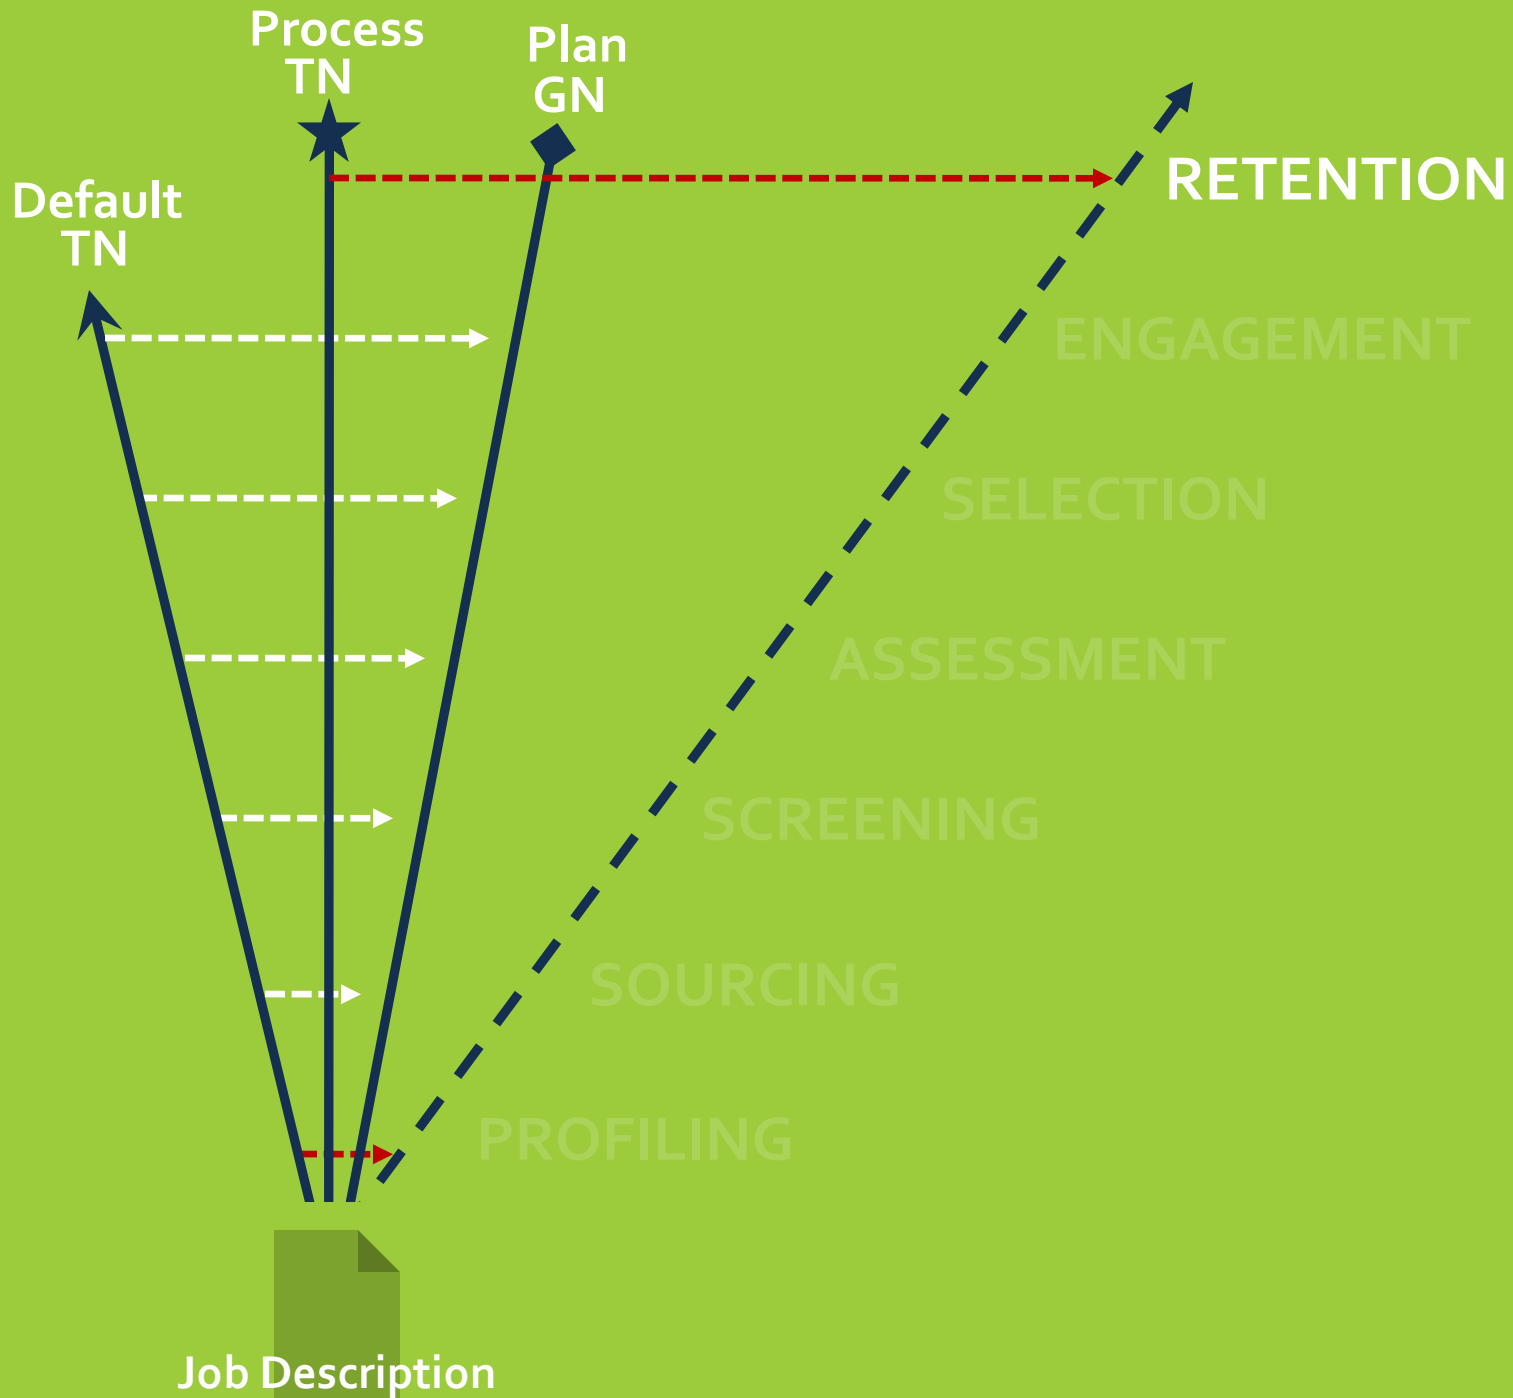 Process
TN
Plan
GN
Default
TN
RETENTION
ENGAGEMENT
SELECTION
ASSESSMENT
SCREENING
SOURCING
PROFILING
Job Description